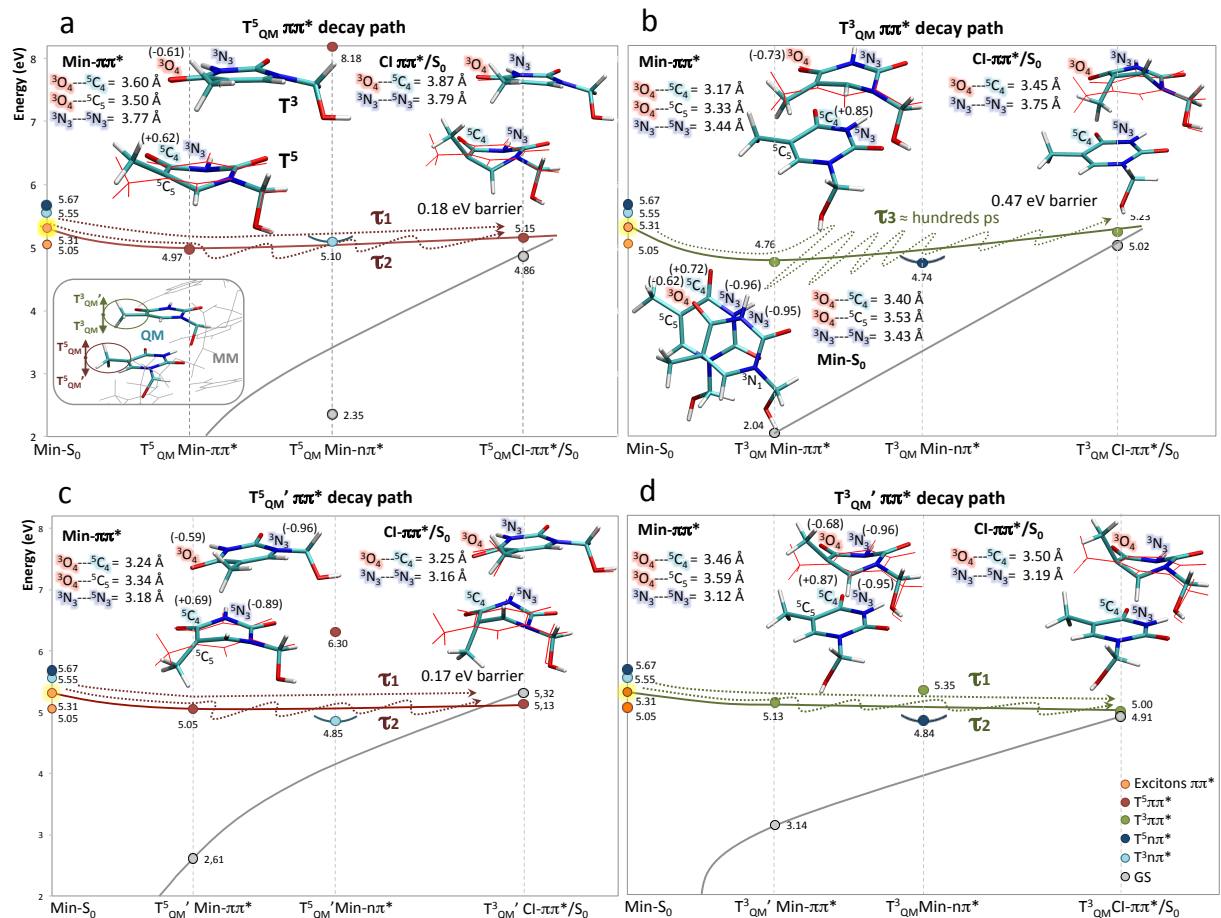 a
T⁵QM ππ* decay path
Energy (eV)
8
7
6
5
4
3
2
Min-ππ*
³O₄---⁵C₄ = 3.60 Å
³O₄---⁵C₅ = 3.50 Å
³N₃---⁵N₃ = 3.77 Å
(-0.61)
³O₄
³N₃
T³
8.18
CI ππ*/S₀
³O₄---⁵C₄ = 3.87 Å
³N₃---⁵N₃ = 3.79 Å
³O₄
³N₃
(+0.62)
⁵C₄
³N₃
T⁵
⁵C₅
⁵C₄
⁵N₃
5.67
5.55
5.31
5.05
τ1
0.18 eV barrier
4.97
5.10
τ2
5.15
4.86
T³QM'
T³QM
QM
T⁵QM
T⁵QM'
MM
2.35
Min-S₀
T⁵QM Min-ππ*
T⁵QM Min-nπ*
T³QM CI-ππ*/S₀
b
T³QM ππ* decay path
Min-ππ*
³O₄---⁵C₄ = 3.17 Å
³O₄---⁵C₅ = 3.33 Å
³N₃---⁵N₃ = 3.44 Å
(-0.73)
³O₄
³N₃
⁵C₄
(+0.85)
⁵N₃
⁵C₅
CI-ππ*/S₀
³O₄---⁵C₄ = 3.45 Å
³N₃---⁵N₃ = 3.75 Å
³O₄
³N₃
⁵C₄
⁵N₃
5.67
5.55
5.31
5.05
4.76
τ3 ≈ hundreds ps
0.47 eV barrier
5.23
5.02
4.74
(+0.72)
(-0.62)
⁵C₄
³O₄
⁵N₃
(-0.96)
³N₃
(-0.95)
⁵C₅
³N₁
³O₄---⁵C₄ = 3.40 Å
³O₄---⁵C₅ = 3.53 Å
³N₃---⁵N₃ = 3.43 Å
Min-S₀
2.04
Min-S₀
T³QM Min-ππ*
T³QM Min-nπ*
T³QM CI-ππ*/S₀
c
T⁵QM' ππ* decay path
Energy (eV)
8
7
6
5
4
3
2
Min-ππ*
³O₄---⁵C₄ = 3.24 Å
³O₄---⁵C₅ = 3.34 Å
³N₃---⁵N₃ = 3.18 Å
(-0.59)
³O₄
³N₃
(-0.96)
CI-ππ*/S₀
³O₄---⁵C₄ = 3.25 Å
³N₃---⁵N₃ = 3.16 Å
³O₄
³N₃
(+0.69)
⁵C₄
⁵N₃
(-0.89)
⁵C₅
6.30
⁵C₄
⁵N₃
5.67
5.55
5.31
5.05
τ1
0.17 eV barrier
5.05
4.85
τ2
5,32
5,13
2,61
Min-S₀
T⁵QM' Min-ππ*
T⁵QM'Min-nπ*
T³QM' CI-ππ*/S₀
d
T³QM' ππ* decay path
Min-ππ*
³O₄---⁵C₄ = 3.46 Å
³O₄---⁵C₅ = 3.59 Å
³N₃---⁵N₃ = 3.12 Å
(-0.68)
³O₄
³N₃
(-0.96)
(+0.87)
⁵C₄
⁵N₃
(-0.95)
⁵C₅
CI-ππ*/S₀
³O₄---⁵C₄ = 3.50 Å
³N₃---⁵N₃ = 3.19 Å
³O₄
³N₃
⁵C₄
⁵N₃
5.67
5.55
5.31
5.05
5.13
5.35
4.84
τ1
τ2
5.00
4.91
3.14
Excitons ππ*
T⁵ππ*
T³ππ*
T⁵nπ*
T³nπ*
GS
Min-S₀
T³QM' Min-ππ*
T³QMMin-nπ*
T³QMCI-ππ*/S₀